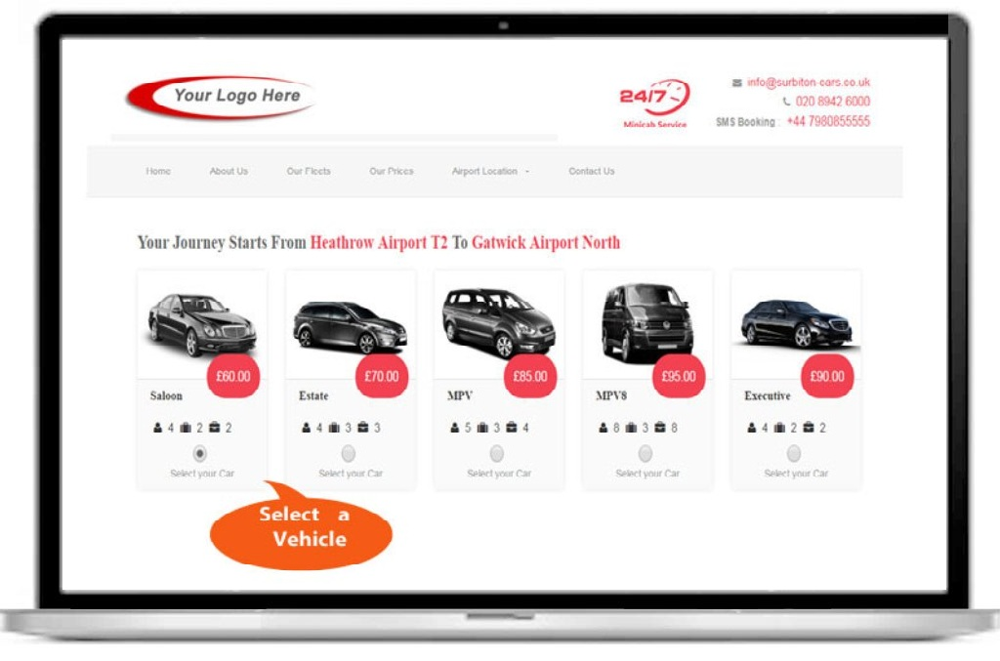 Your Logo Here
24/7
Minicab Service
info@surbiton-cars.co.uk
020 8942 6000
SMS Booking : +44 7980855555
Home About Us Our Fleets Our Prices Airport Location Contact Us
Your Journey Starts From Heathrow Airport T2 To Gatwick Airport North
£60.00 £70.00 £85.00 £95.00 £90.00
Saloon Estate MPV MPV8 Executive
4 2 2 4 3 3 5 3 4 8 3 8 4 2 2
Select your Car Select your Car Select your Car Select your Car Select your Car
Select a
Vehicle